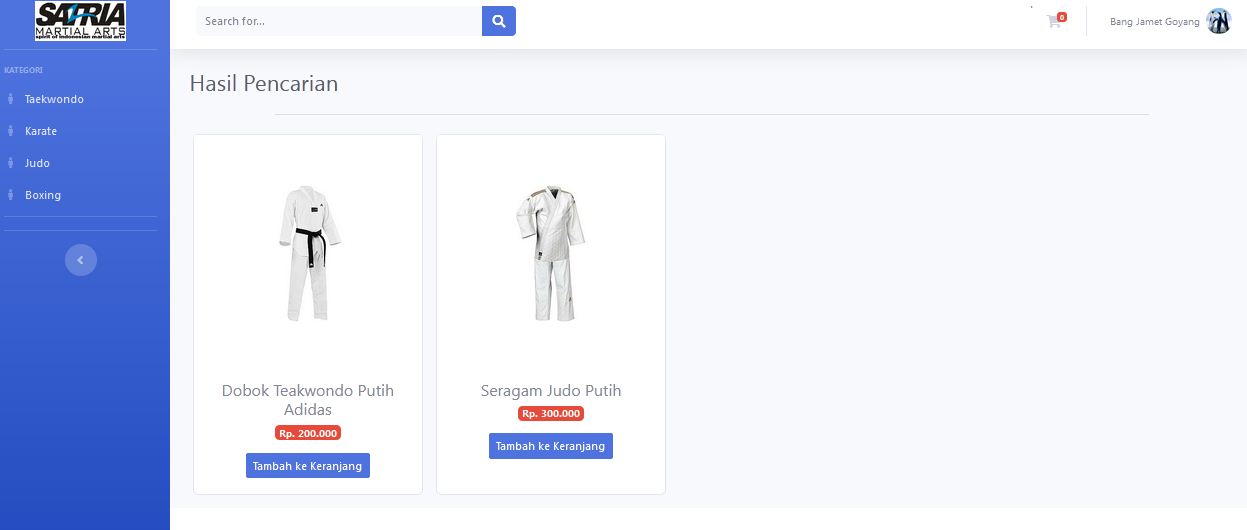 SATRIA
MARTIAL ARTS
spirit of indonesian martial arts
Search for...
0
Bang Jamet Goyang
KATEGORI
Taekwondo
Karate
Judo
Boxing
Hasil Pencarian
Dobok Teakwondo Putih
Adidas
Rp. 200.000
Tambah ke Keranjang
Seragam Judo Putih
Rp. 300.000
Tambah ke Keranjang